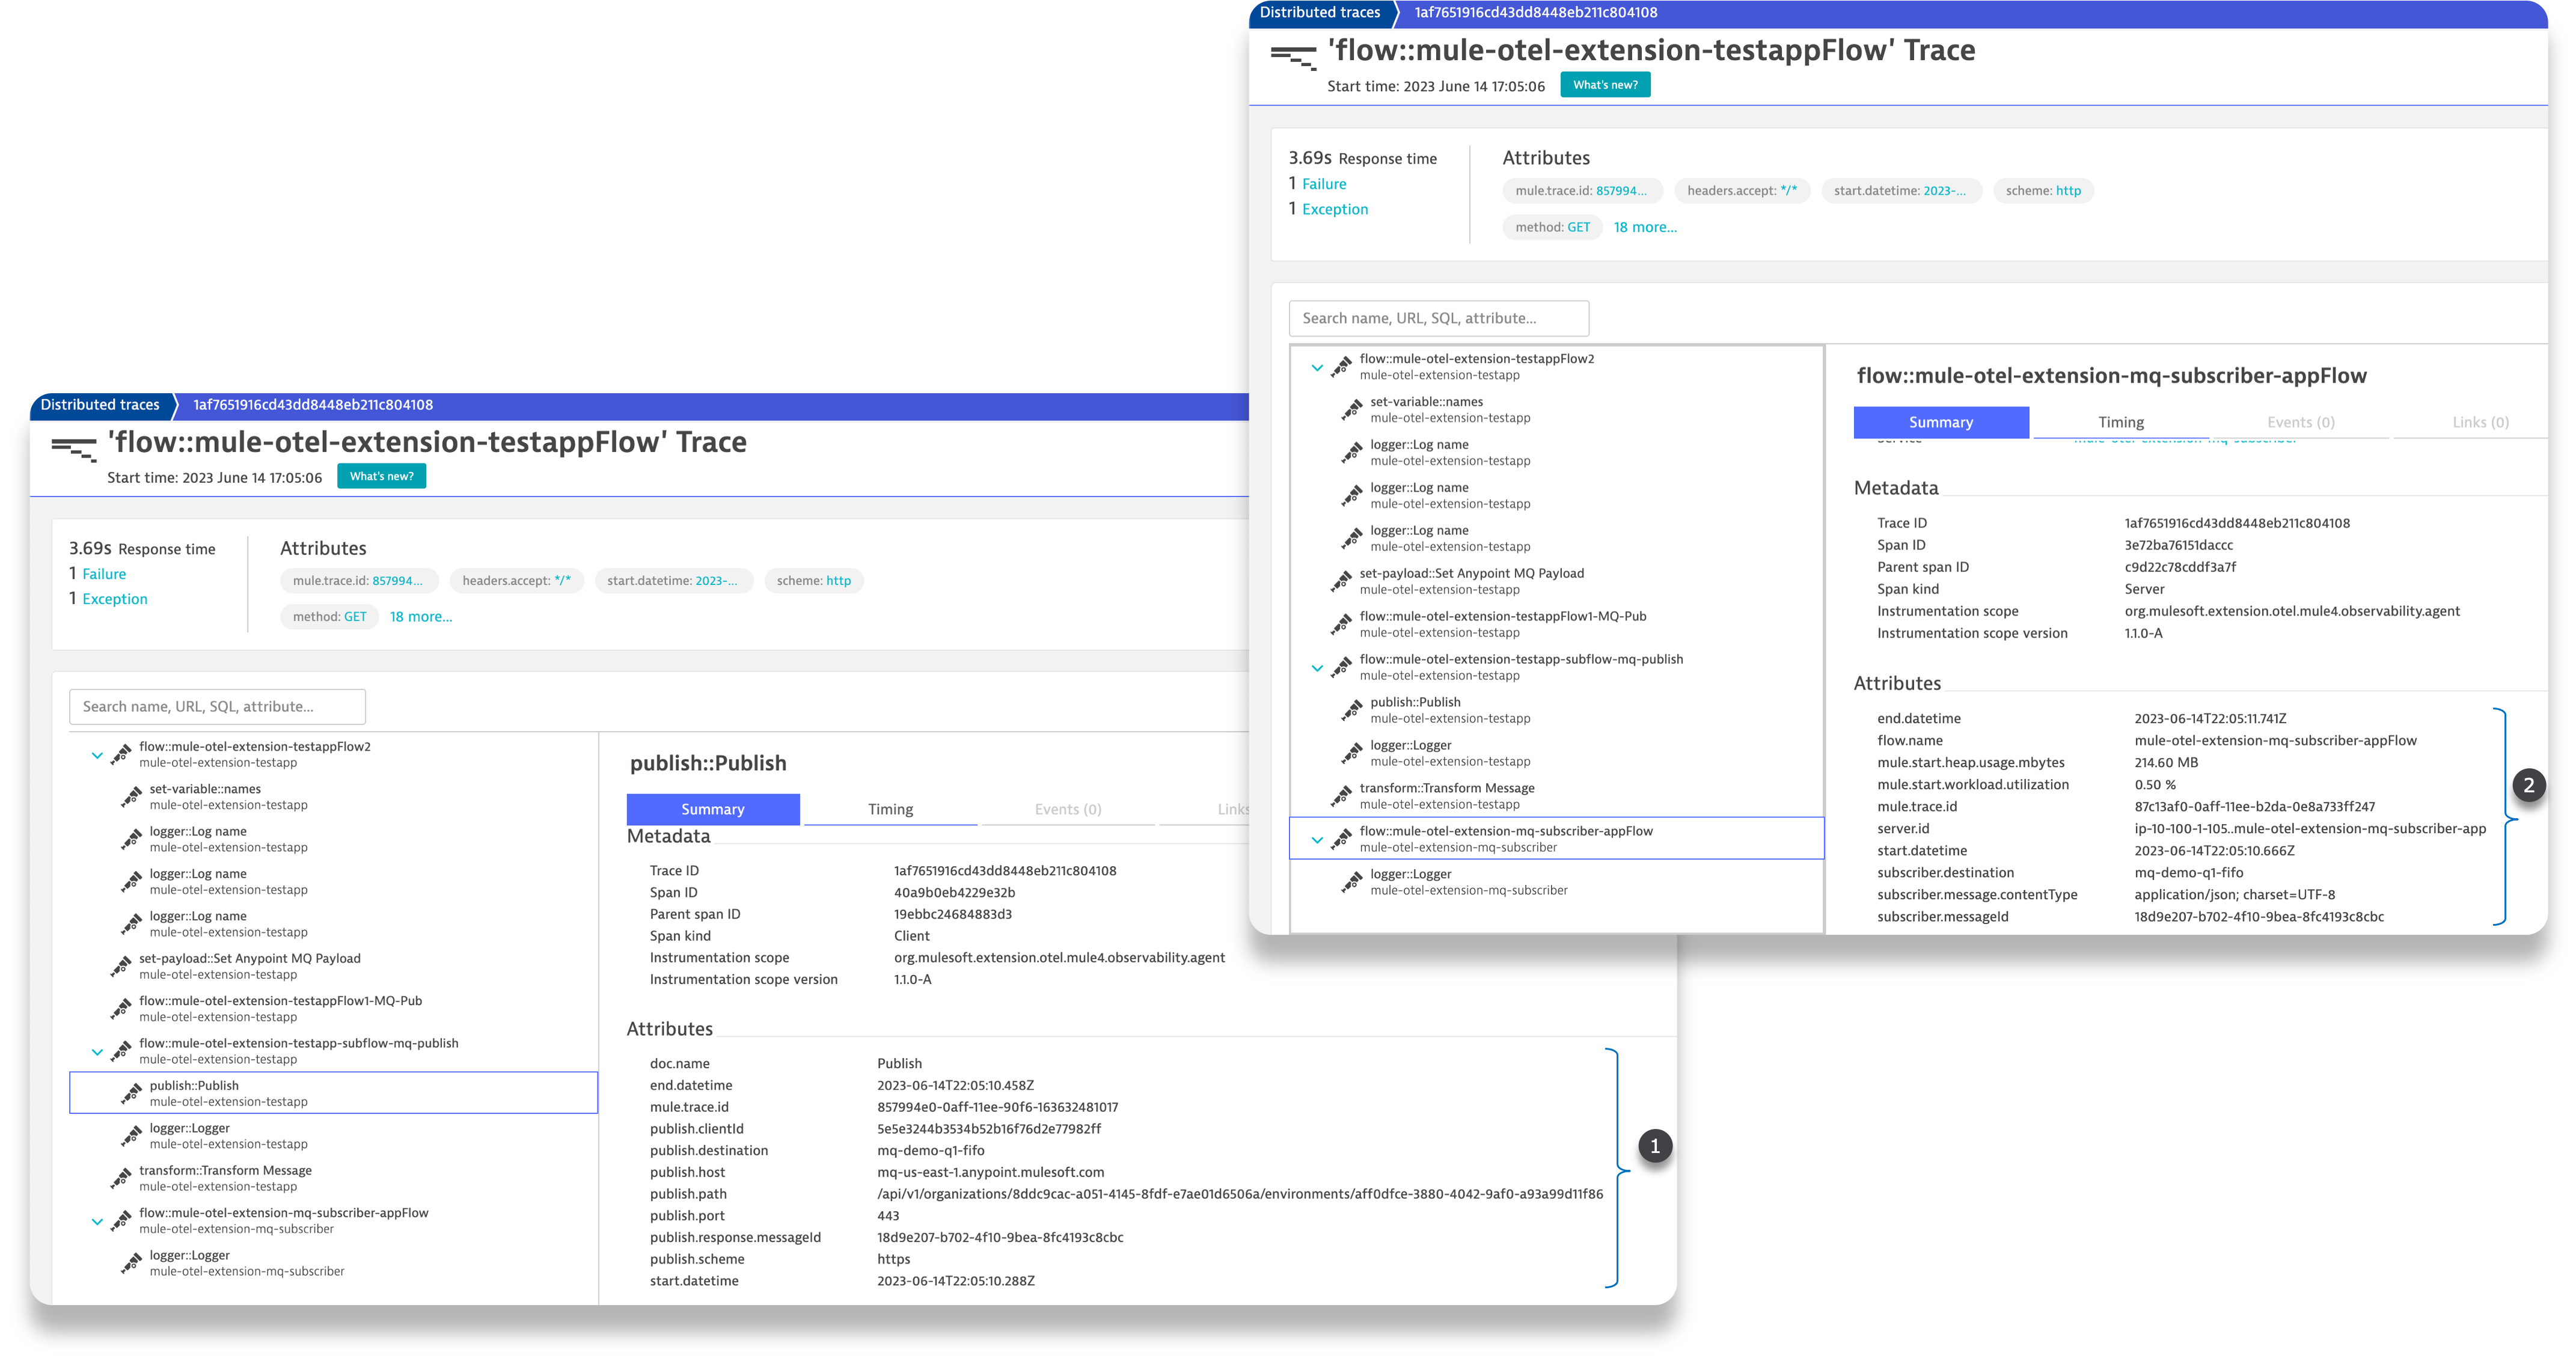 Distributed traces 1af7651916cd43dd8448eb211c804108
'flow::mule-otel-extension-testappFlow' Trace
Start time: 2023 June 14 17:05:06 What's new?
3.69s Response time
1 Failure
1 Exception
Attributes
mule.trace.id: 857994... headers.accept: */* start.datetime: 2023-... scheme: http
method: GET 18 more...
Search name, URL, SQL, attribute...
flow::mule-otel-extension-testappFlow2
mule-otel-extension-testapp
set-variable::names
mule-otel-extension-testapp
logger::Log name
mule-otel-extension-testapp
logger::Log name
mule-otel-extension-testapp
logger::Log name
mule-otel-extension-testapp
set-payload::Set Anypoint MQ Payload
mule-otel-extension-testapp
flow::mule-otel-extension-testappFlow1-MQ-Pub
mule-otel-extension-testapp
flow::mule-otel-extension-testapp-subflow-mq-publish
mule-otel-extension-testapp
publish::Publish
mule-otel-extension-testapp
logger::Logger
mule-otel-extension-testapp
transform::Transform Message
mule-otel-extension-testapp
flow::mule-otel-extension-mq-subscriber-appFlow
mule-otel-extension-mq-subscriber
logger::Logger
mule-otel-extension-mq-subscriber
publish::Publish
Summary Timing Events (0) Links
Metadata
Trace ID 1af7651916cd43dd8448eb211c804108
Span ID 40a9b0eb4229e32b
Parent span ID 19ebbc24684883d3
Span kind Client
Instrumentation scope org.mulesoft.extension.otel.mule4.observability.agent
Instrumentation scope version 1.1.0-A
Attributes
doc.name Publish
end.datetime 2023-06-14T22:05:10.458Z
mule.trace.id 857994e0-0aff-11ee-90f6-163632481017
publish.clientId 5e5e3244b3534b52b16f76d2e77982ff
publish.destination mq-demo-q1-fifo
publish.host mq-us-east-1.anypoint.mulesoft.com
publish.path /api/v1/organizations/8ddc9cac-a051-4145-8fdf-e7ae01d6506a/environments/aff0dfce-3880-4042-9af0-a93a99d11f86
publish.port 443
publish.response.messageId 18d9e207-b702-4f10-9bea-8fc4193c8cbc
publish.scheme https
start.datetime 2023-06-14T22:05:10.288Z
1
Distributed traces 1af7651916cd43dd8448eb211c804108
'flow::mule-otel-extension-testappFlow' Trace
Start time: 2023 June 14 17:05:06 What's new?
3.69s Response time
1 Failure
1 Exception
Attributes
mule.trace.id: 857994... headers.accept: */* start.datetime: 2023-... scheme: http
method: GET 18 more...
Search name, URL, SQL, attribute...
flow::mule-otel-extension-testappFlow2
mule-otel-extension-testapp
set-variable::names
mule-otel-extension-testapp
logger::Log name
mule-otel-extension-testapp
logger::Log name
mule-otel-extension-testapp
logger::Log name
mule-otel-extension-testapp
set-payload::Set Anypoint MQ Payload
mule-otel-extension-testapp
flow::mule-otel-extension-testappFlow1-MQ-Pub
mule-otel-extension-testapp
flow::mule-otel-extension-testapp-subflow-mq-publish
mule-otel-extension-testapp
publish::Publish
mule-otel-extension-testapp
logger::Logger
mule-otel-extension-testapp
transform::Transform Message
mule-otel-extension-testapp
flow::mule-otel-extension-mq-subscriber-appFlow
mule-otel-extension-mq-subscriber
logger::Logger
mule-otel-extension-mq-subscriber
flow::mule-otel-extension-mq-subscriber-appFlow
Summary Timing Events (0) Links (0)
Metadata
Trace ID 1af7651916cd43dd8448eb211c804108
Span ID 3e72ba76151daccc
Parent span ID c9d22c78cddf3a7f
Span kind Server
Instrumentation scope org.mulesoft.extension.otel.mule4.observability.agent
Instrumentation scope version 1.1.0-A
Attributes
end.datetime 2023-06-14T22:05:11.741Z
flow.name mule-otel-extension-mq-subscriber-appFlow
mule.start.heap.usage.mbytes 214.60 MB
mule.start.workload.utilization 0.50 %
mule.trace.id 87c13af0-0aff-11ee-b2da-0e8a733ff247
server.id ip-10-100-1-105..mule-otel-extension-mq-subscriber-app
start.datetime 2023-06-14T22:05:10.666Z
subscriber.destination mq-demo-q1-fifo
subscriber.message.contentType application/json; charset=UTF-8
subscriber.messageId 18d9e207-b702-4f10-9bea-8fc4193c8cbc
2